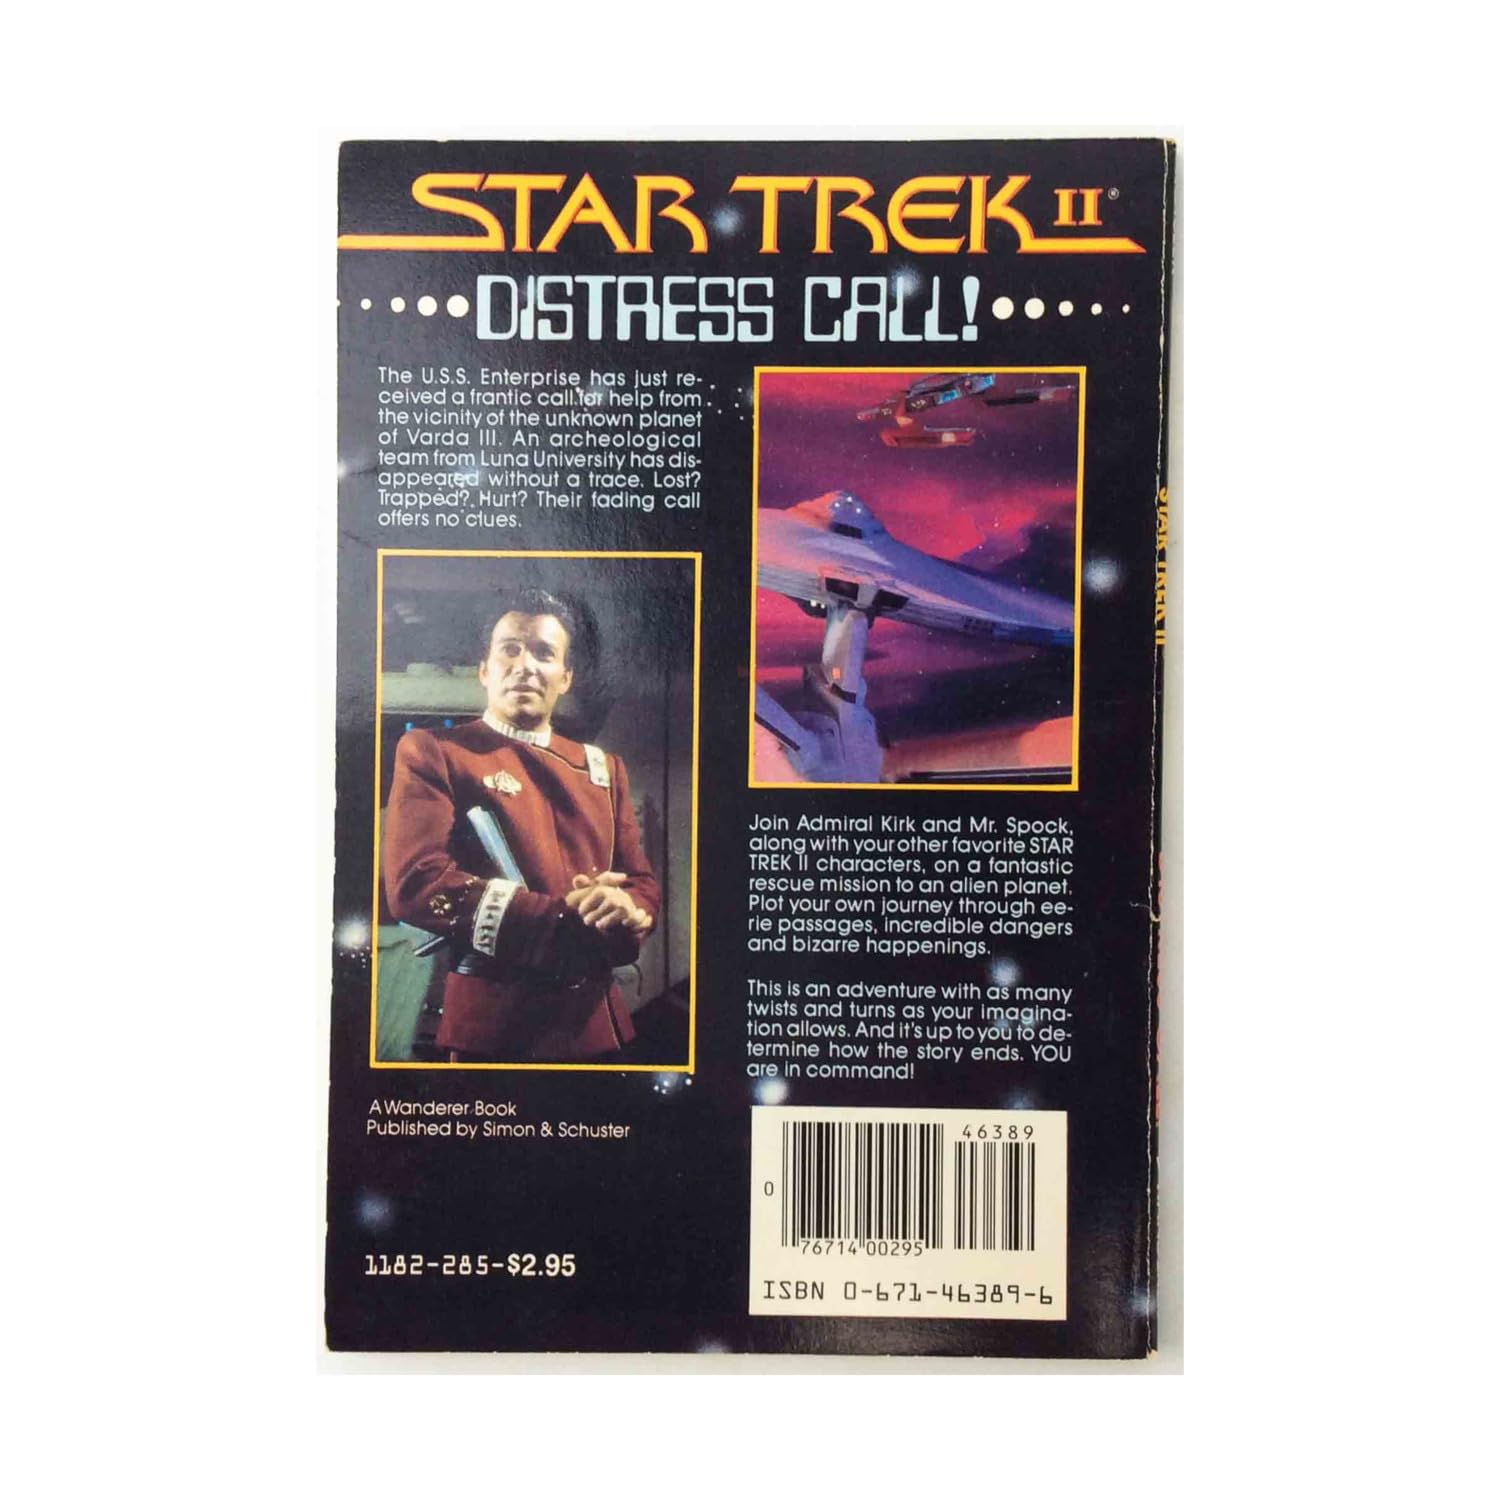 STAR TREK II®
DISTRESS CALL!
The U.S.S. Enterprise has just re-
ceived a frantic call for help from
the vicinity of the unknown planet
of Varda III. An archeological
team from Luna University has dis-
appeared without a trace. Lost?
Trapped? Hurt? Their fading call
offers no clues.
Join Admiral Kirk and Mr. Spock,
along with your other favorite STAR
TREK II characters, on a fantastic
rescue mission to an alien planet.
Plot your own journey through ee-
rie passages, incredible dangers
and bizarre happenings.
This is an adventure with as many
twists and turns as your imagina-
tion allows. And it's up to you to de-
termine how the story ends. YOU
are in command!
A Wanderer Book
Published by Simon & Schuster
1182-285-$2.95
46389
0
76714 00295
ISBN 0-671-46389-6
STAR TREK II